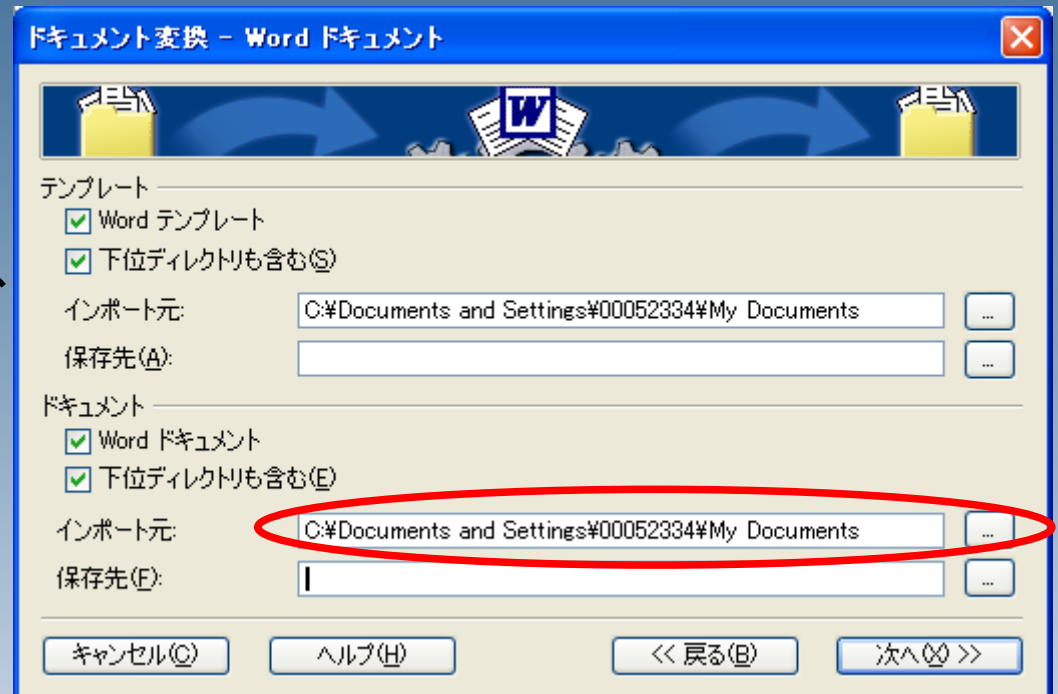 ドキュメント変換 - Word ドキュメント
W
テンプレート
Word テンプレート
下位ディレクトリも含む(S)
インポート元: C:¥Documents and Settings¥00052334¥My Documents ...
保存先(A): ...
ドキュメント
Word ドキュメント
下位ディレクトリも含む(E)
インポート元: C:¥Documents and Settings¥00052334¥My Documents ...
保存先(F): ...
キャンセル(C) ヘルプ(H) << 戻る(B) 次へ(X) >>